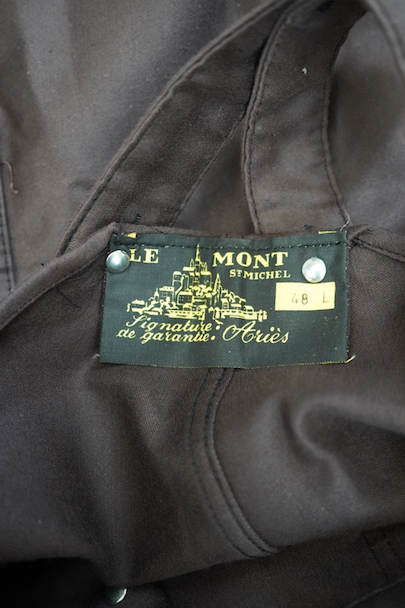 LE MONT
ST MICHEL
48 L
Signature:
de garantie: Ariès